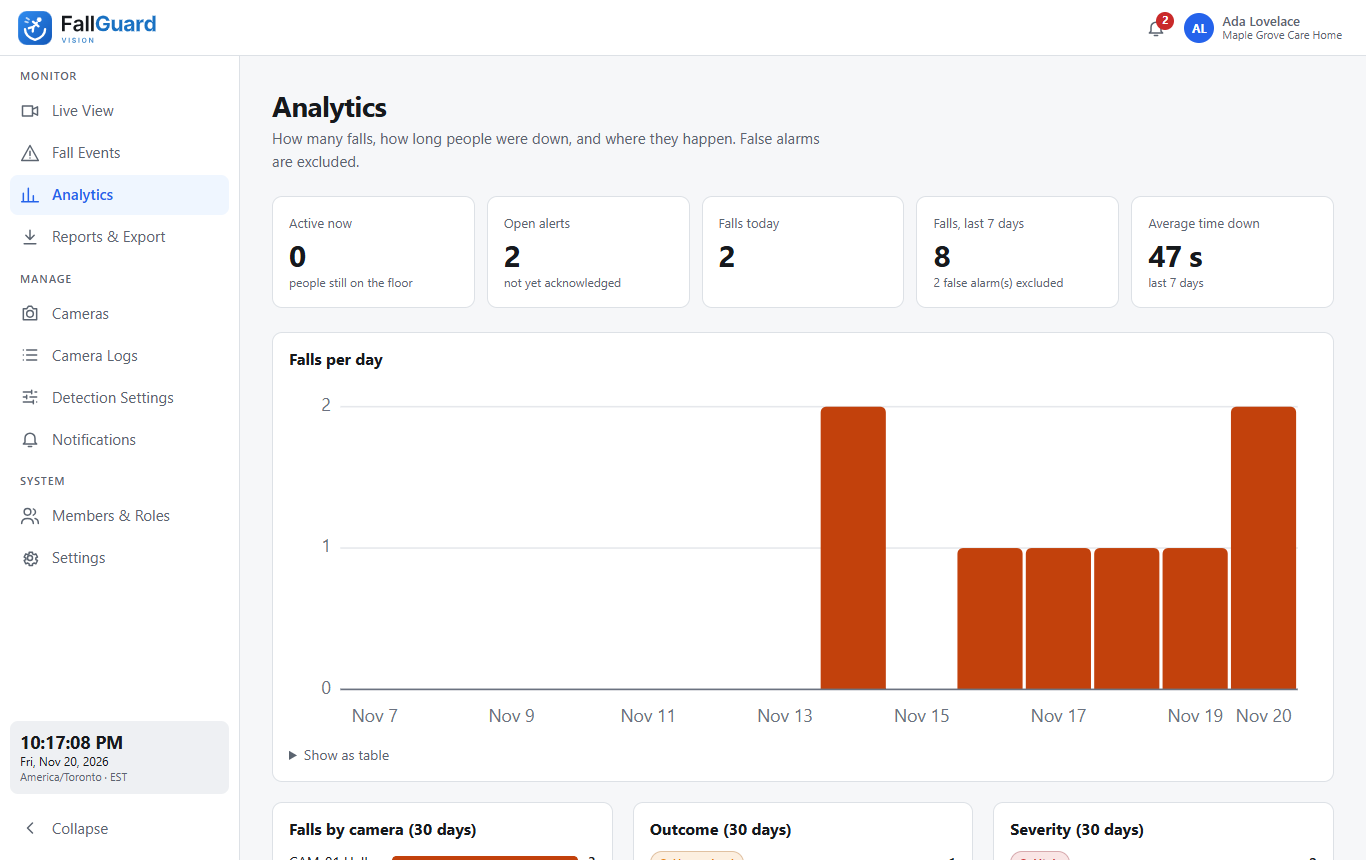 FallGuard
VISION
2
AL
Ada Lovelace
Maple Grove Care Home
MONITOR
Live View
Fall Events
Analytics
Reports & Export
MANAGE
Cameras
Camera Logs
Detection Settings
Notifications
SYSTEM
Members & Roles
Settings
10:17:08 PM
Fri, Nov 20, 2026
America/Toronto · EST
Collapse
Analytics
How many falls, how long people were down, and where they happen. False alarms
are excluded.
Active now
0
people still on the floor
Open alerts
2
not yet acknowledged
Falls today
2
Falls, last 7 days
8
2 false alarm(s) excluded
Average time down
47 s
last 7 days
Falls per day
2
1
0
Nov 7 Nov 9 Nov 11 Nov 13 Nov 15 Nov 17 Nov 19 Nov 20
Show as table
Falls by camera (30 days)
Outcome (30 days)
Severity (30 days)